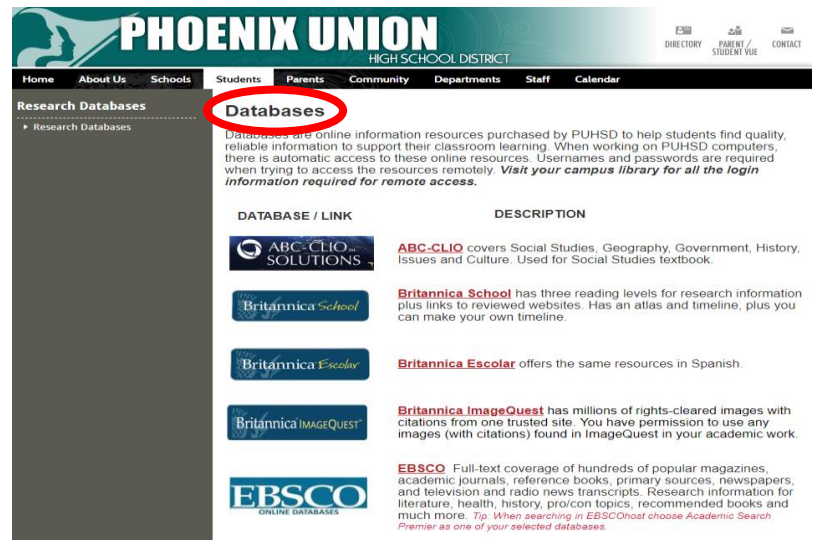 PHOENIX UNION
HIGH SCHOOL DISTRICT
DIRECTORY
PARENT /
STUDENT VUE
CONTACT
Home About Us Schools Students Parents Community Departments Staff Calendar
Research Databases
Research Databases
Databases
Databases are online information resources purchased by PUHSD to help students find quality,
reliable information to support their classroom learning. When working on PUHSD computers,
there is automatic access to these online resources. Usernames and passwords are required
when trying to access the resources remotely. Visit your campus library for all the login
information required for remote access.
DATABASE / LINK DESCRIPTION
ABC-CLIO
SOLUTIONS
ABC-CLIO covers Social Studies, Geography, Government, History,
Issues and Culture. Used for Social Studies textbook.
Britannica School
Britannica School has three reading levels for research information
plus links to reviewed websites. Has an atlas and timeline, plus you
can make your own timeline.
Britannica Escolar
Britannica Escolar offers the same resources in Spanish.
Britannica IMAGEQUEST
Britannica ImageQuest has millions of rights-cleared images with
citations from one trusted site. You have permission to use any
images (with citations) found in ImageQuest in your academic work.
EBSCO
ONLINE DATABASES
EBSCO Full-text coverage of hundreds of popular magazines,
academic journals, reference books, primary sources, newspapers,
and television and radio news transcripts. Research information for
literature, health, history, pro/con topics, recommended books and
much more. Tip: When searching in EBSCOhost choose Academic Search
Premier as one of your selected databases.